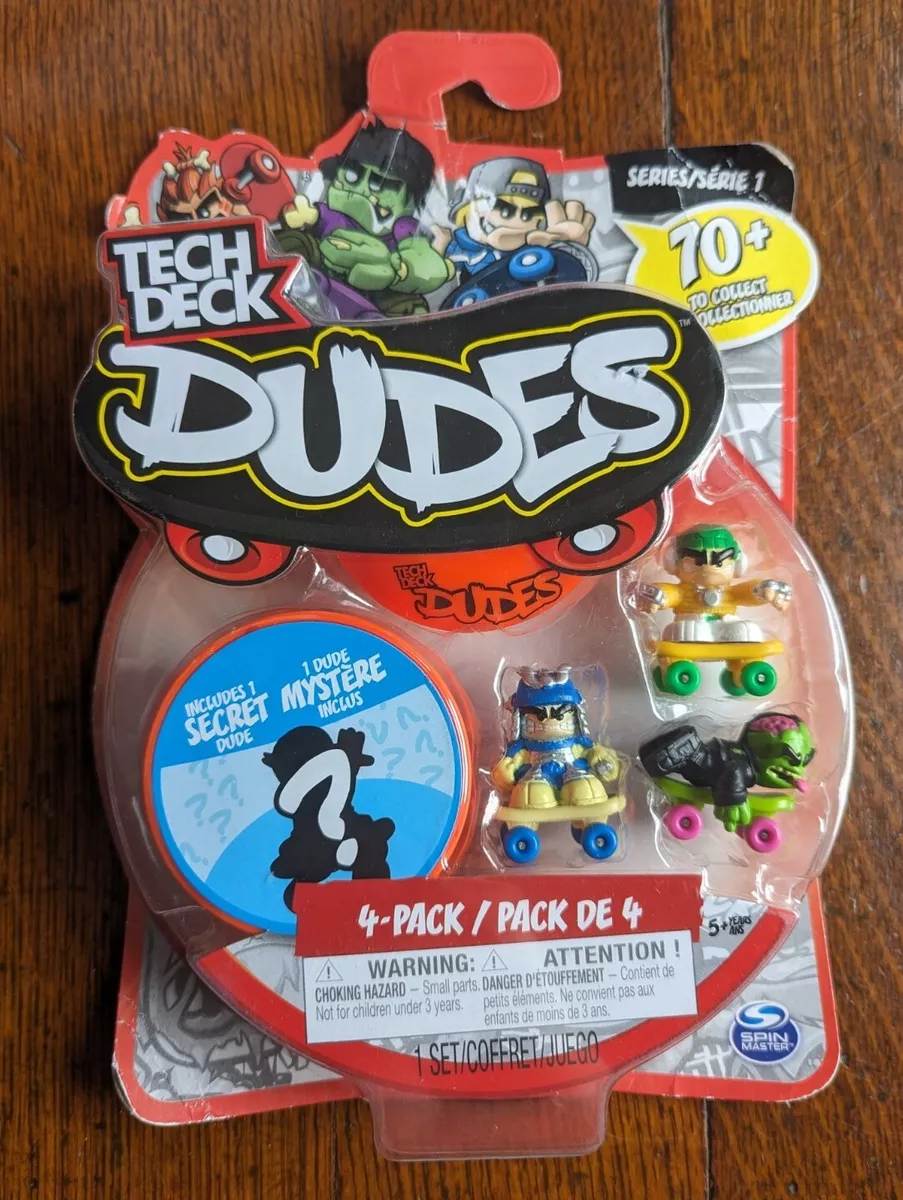 SERIES/SÉRIE 1
70+
TO COLLECT
COLLECTIONNER
TECH
DECK
DUDES
TM
TECH
DECK
DUDES
INCLUDES 1
SECRET
DUDE
1 DUDE
MYSTÈRE
INCLUS
?
4-PACK / PACK DE 4
5+ YEARS
ANS
WARNING:
CHOKING HAZARD – Small parts.
Not for children under 3 years.
ATTENTION !
DANGER D'ÉTOUFFEMENT – Contient de
petits éléments. Ne convient pas aux
enfants de moins de 3 ans.
SPIN
MASTER
1 SET/COFFRET/JUEGO